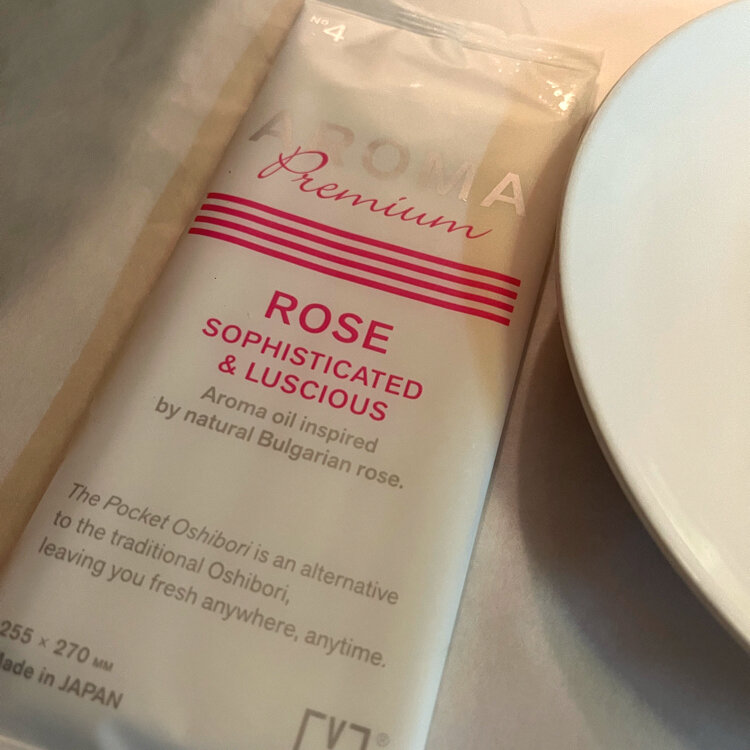 Nº4
AROMA
Premium
ROSE
SOPHISTICATED
& LUSCIOUS
Aroma oil inspired
by natural Bulgarian rose.
The Pocket Oshibori is an alternative
to the traditional Oshibori,
leaving you fresh anywhere, anytime.
255 × 270 MM
Made in JAPAN